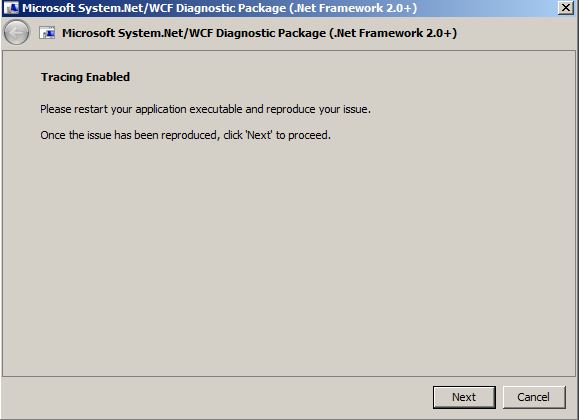 Microsoft System.Net/WCF Diagnostic Package (.Net Framework 2.0+)
Microsoft System.Net/WCF Diagnostic Package (.Net Framework 2.0+)
Tracing Enabled
Please restart your application executable and reproduce your issue.
Once the issue has been reproduced, click 'Next' to proceed.
Next Cancel